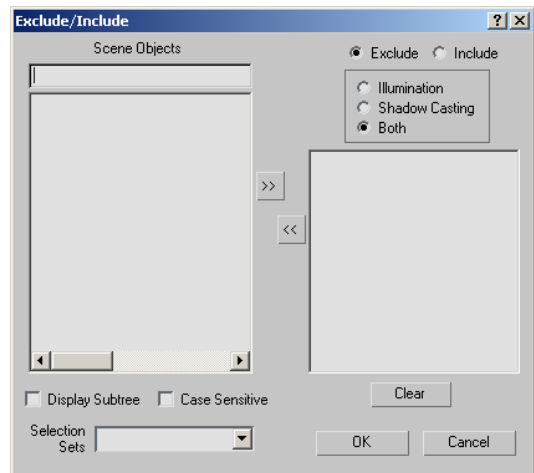 Exclude/Include
Scene Objects
Exclude Include
Illumination
Shadow Casting
Both
>>
<<
Display Subtree Case Sensitive
Clear
Selection
Sets
OK Cancel